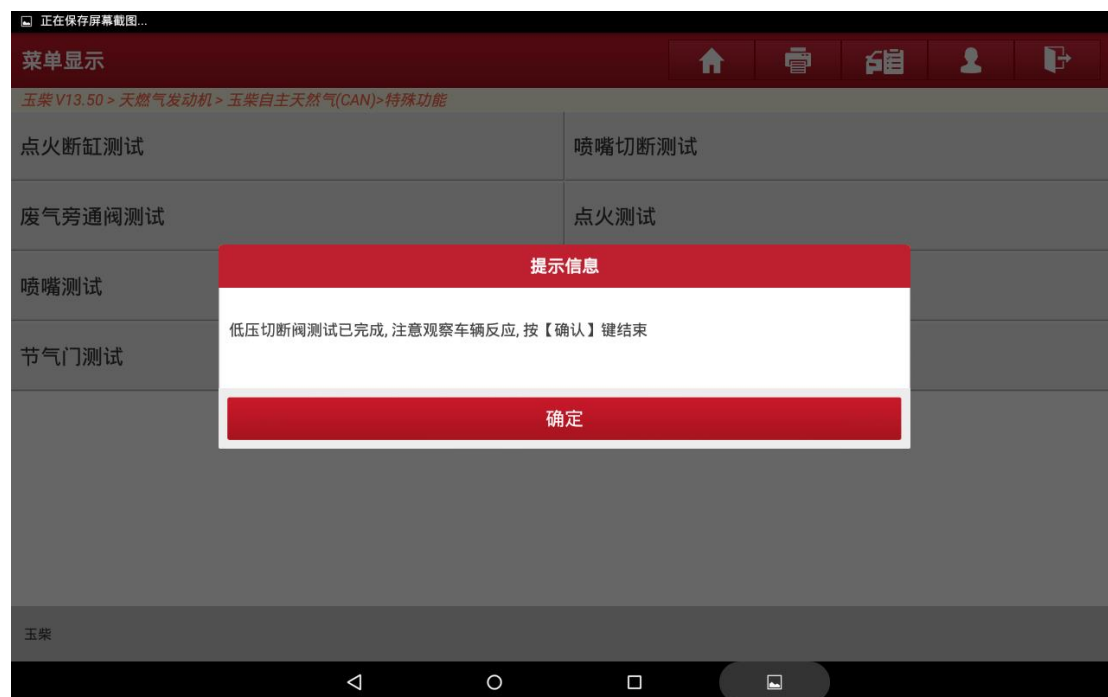 正在保存屏幕截图...
菜单显示
玉柴 V13.50 > 天燃气发动机 > 玉柴自主天然气(CAN)>特殊功能
点火断缸测试
喷嘴切断测试
废气旁通阀测试
点火测试
提示信息
喷嘴测试
低压切断阀测试已完成, 注意观察车辆反应, 按【确认】键结束
节气门测试
确定
玉柴